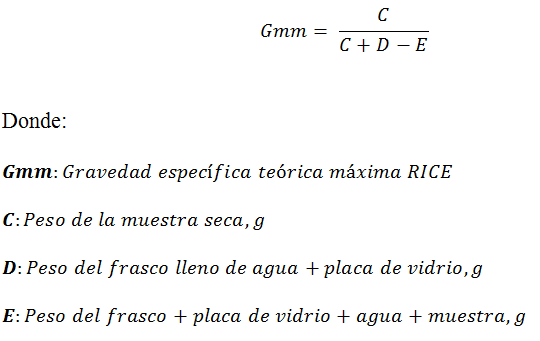 Gmm = C / (C + D − E)
Donde:
Gmm: Gravedad específica teórica máxima RICE
C: Peso de la muestra seca, g
D: Peso del frasco lleno de agua + placa de vidrio, g
E: Peso del frasco + placa de vidrio + agua + muestra, g